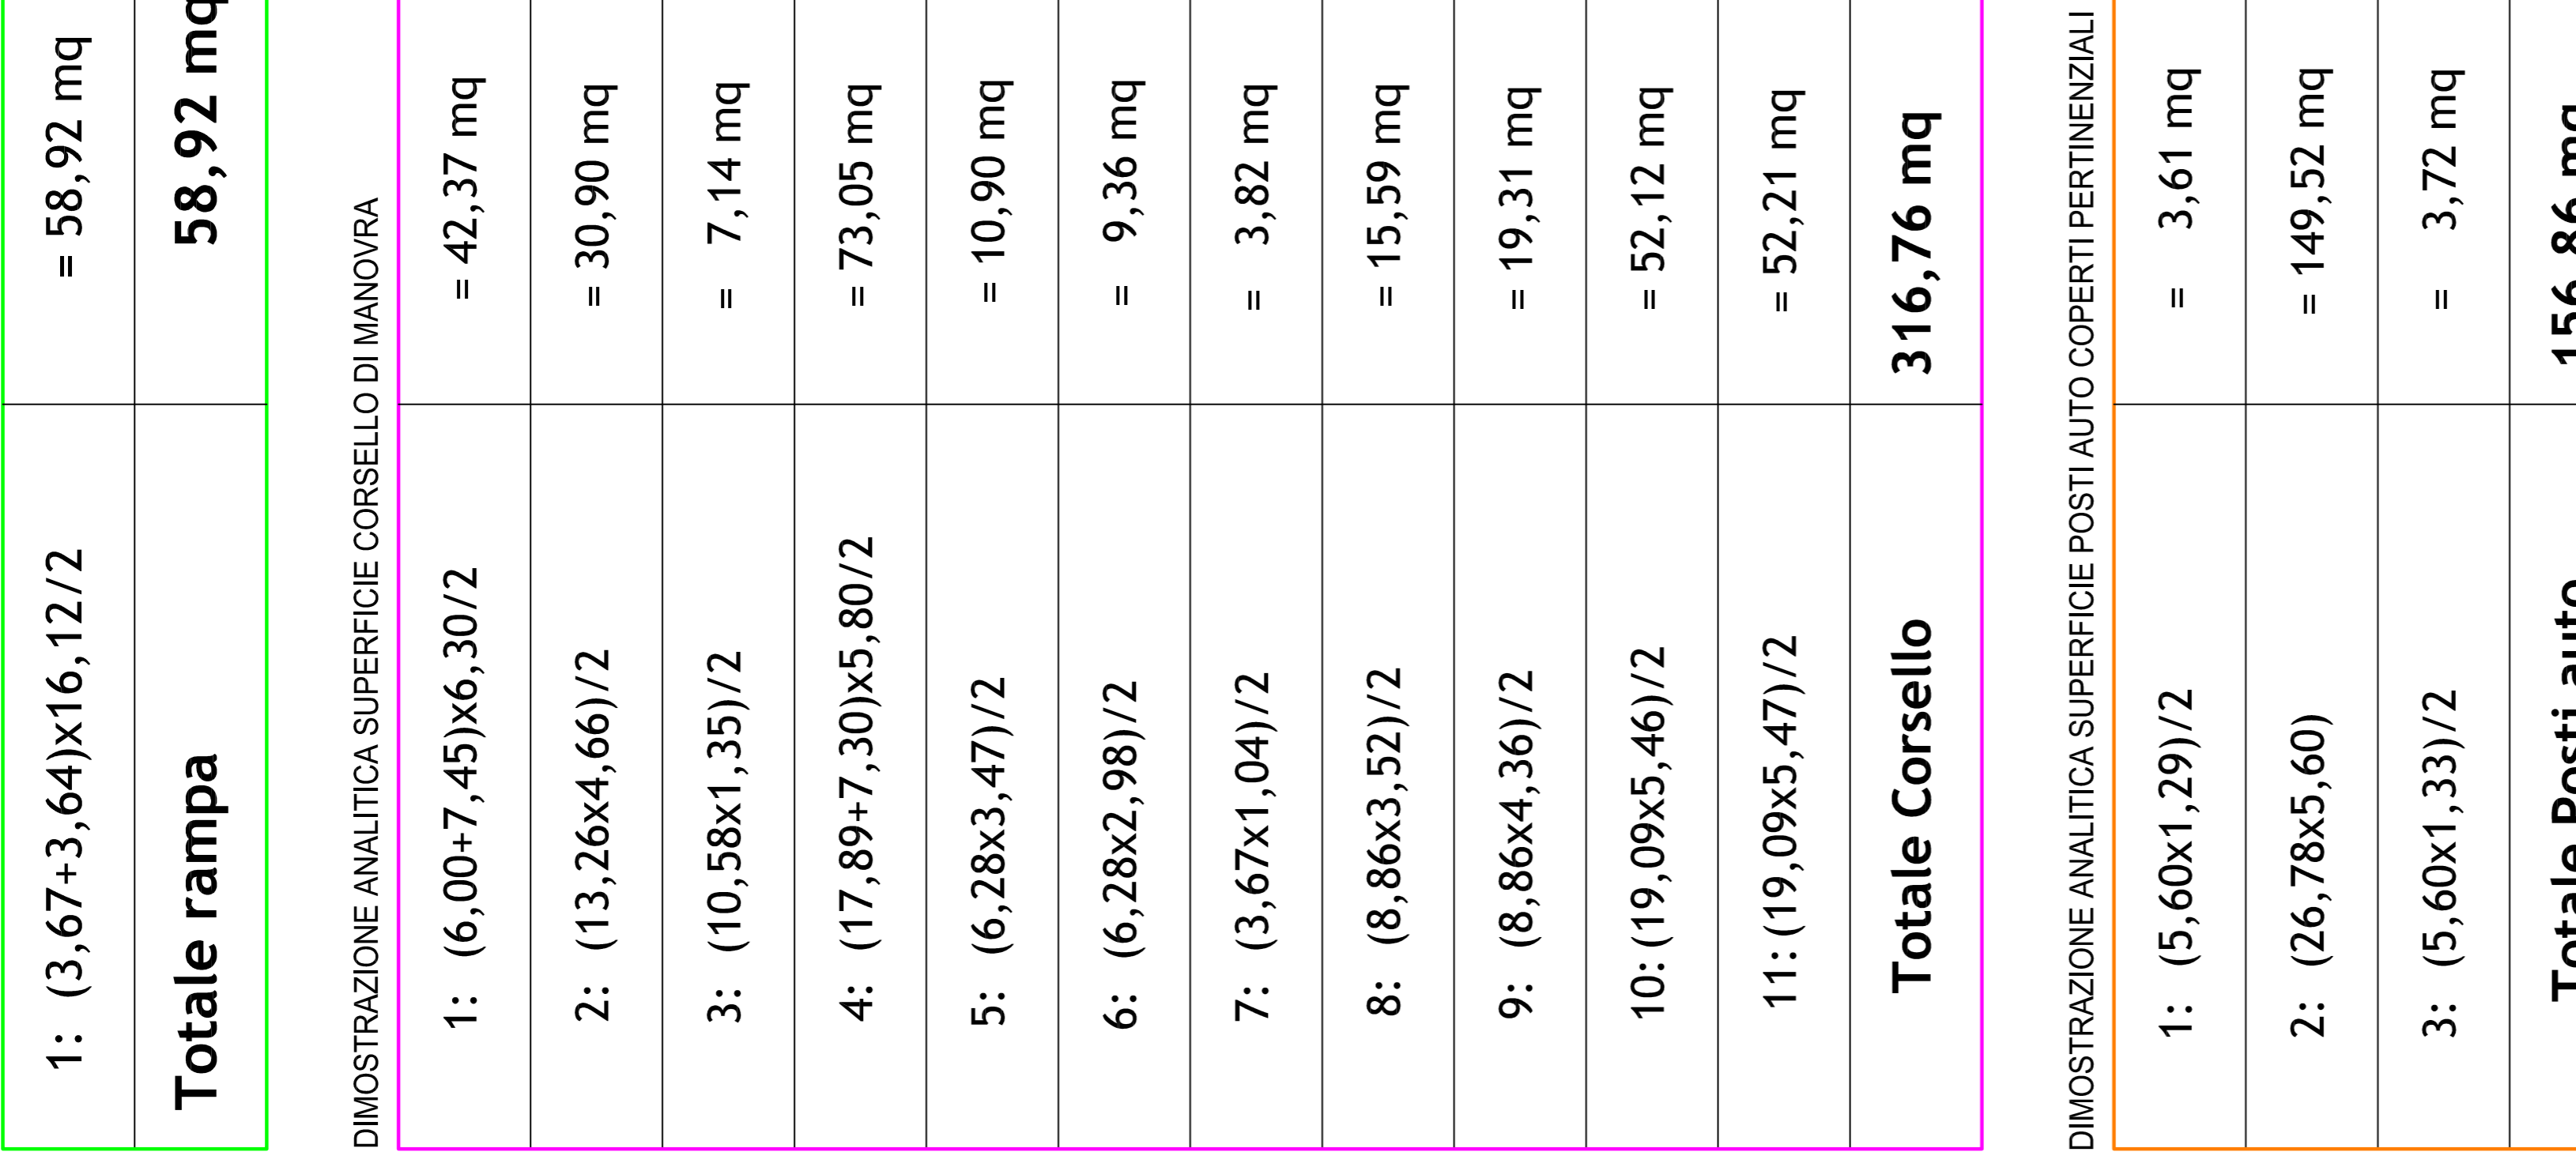 1: (3,67+3,64)x16,12/2 = 58,92 mq
Totale rampa 58,92 mq
DIMOSTRAZIONE ANALITICA SUPERFICIE CORSELLO DI MANOVRA
1: (6,00+7,45)x6,30/2 = 42,37 mq
2: (13,26x4,66)/2 = 30,90 mq
3: (10,58x1,35)/2 = 7,14 mq
4: (17,89+7,30)x5,80/2 = 73,05 mq
5: (6,28x3,47)/2 = 10,90 mq
6: (6,28x2,98)/2 = 9,36 mq
7: (3,67x1,04)/2 = 3,82 mq
8: (8,86x3,52)/2 = 15,59 mq
9: (8,86x4,36)/2 = 19,31 mq
10: (19,09x5,46)/2 = 52,12 mq
11: (19,09x5,47)/2 = 52,21 mq
Totale Corsello 316,76 mq
DIMOSTRAZIONE ANALITICA SUPERFICIE POSTI AUTO COPERTI PERTINENZIALI
1: (5,60x1,29)/2 = 3,61 mq
2: (26,78x5,60) = 149,52 mq
3: (5,60x1,33)/2 = 3,72 mq
Totale Posti auto 156,86 mq